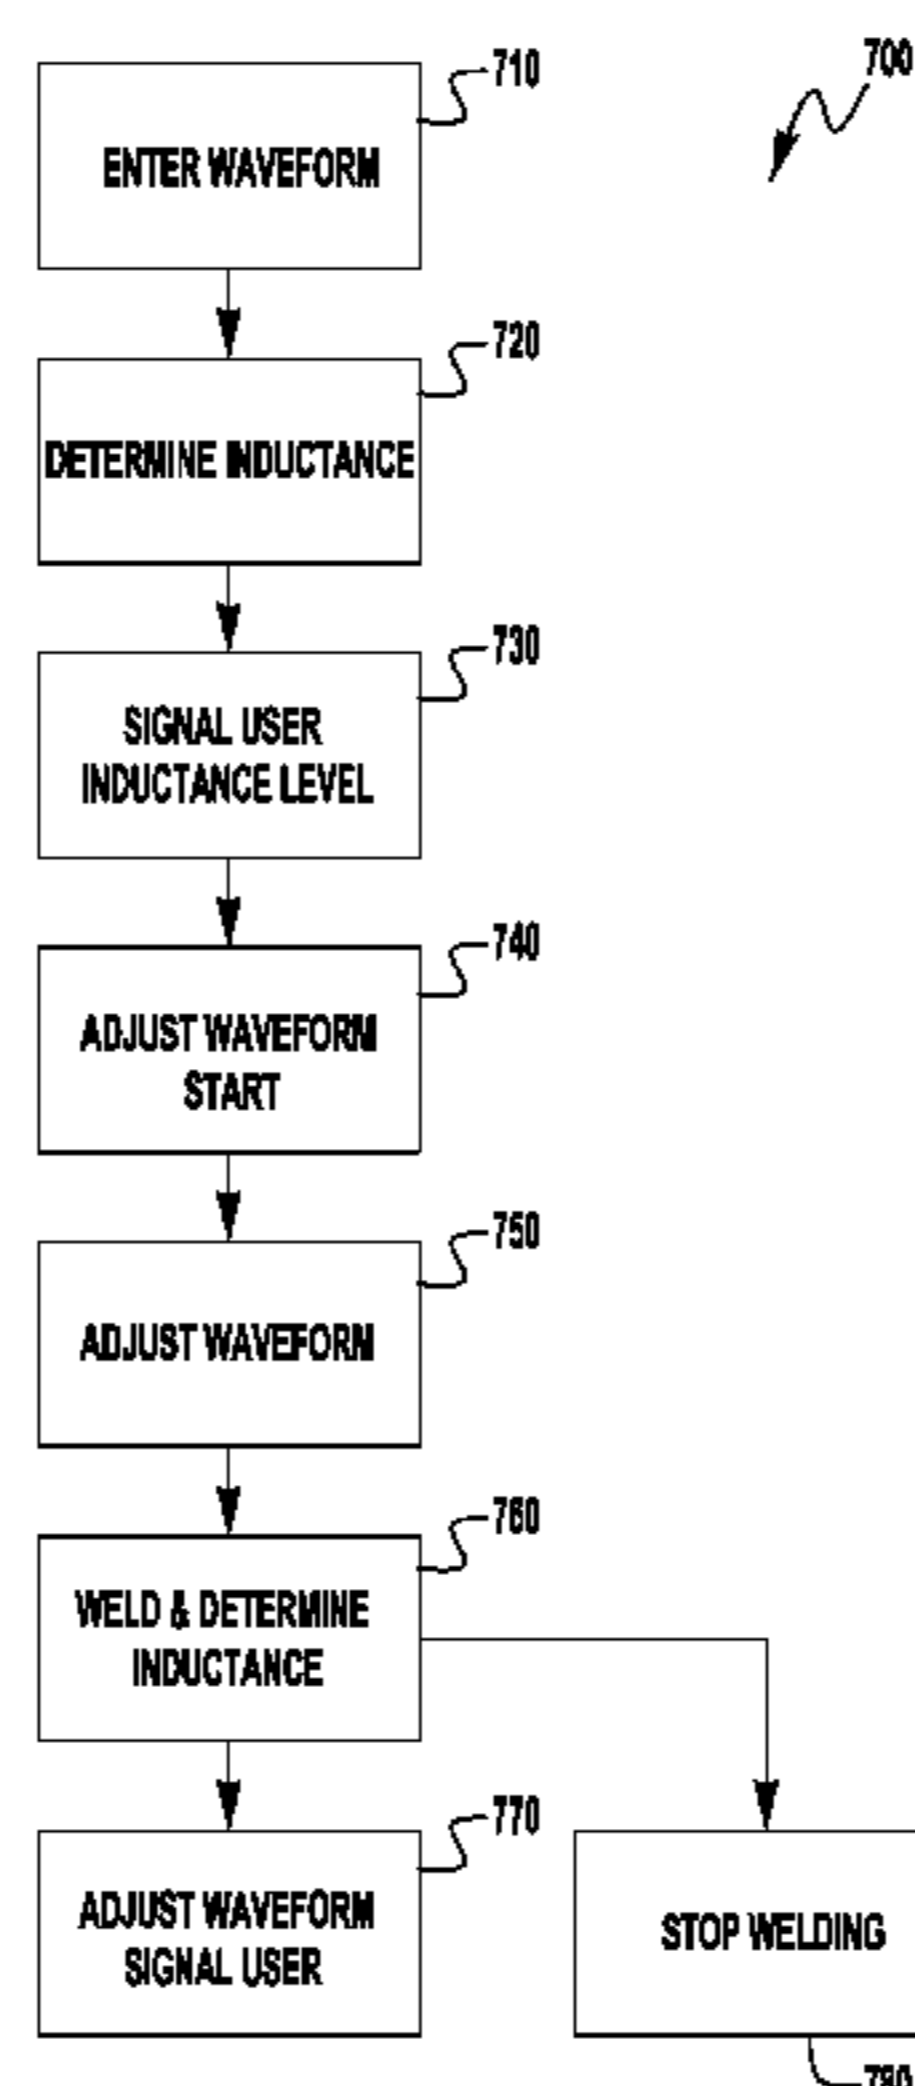 700
710
ENTER WAVEFORM
720
DETERMINE INDUCTANCE
730
SIGNAL USER
INDUCTANCE LEVEL
740
ADJUST WAVEFORM
START
750
ADJUST WAVEFORM
760
WELD & DETERMINE
INDUCTANCE
770
ADJUST WAVEFORM
SIGNAL USER
STOP WELDING
780